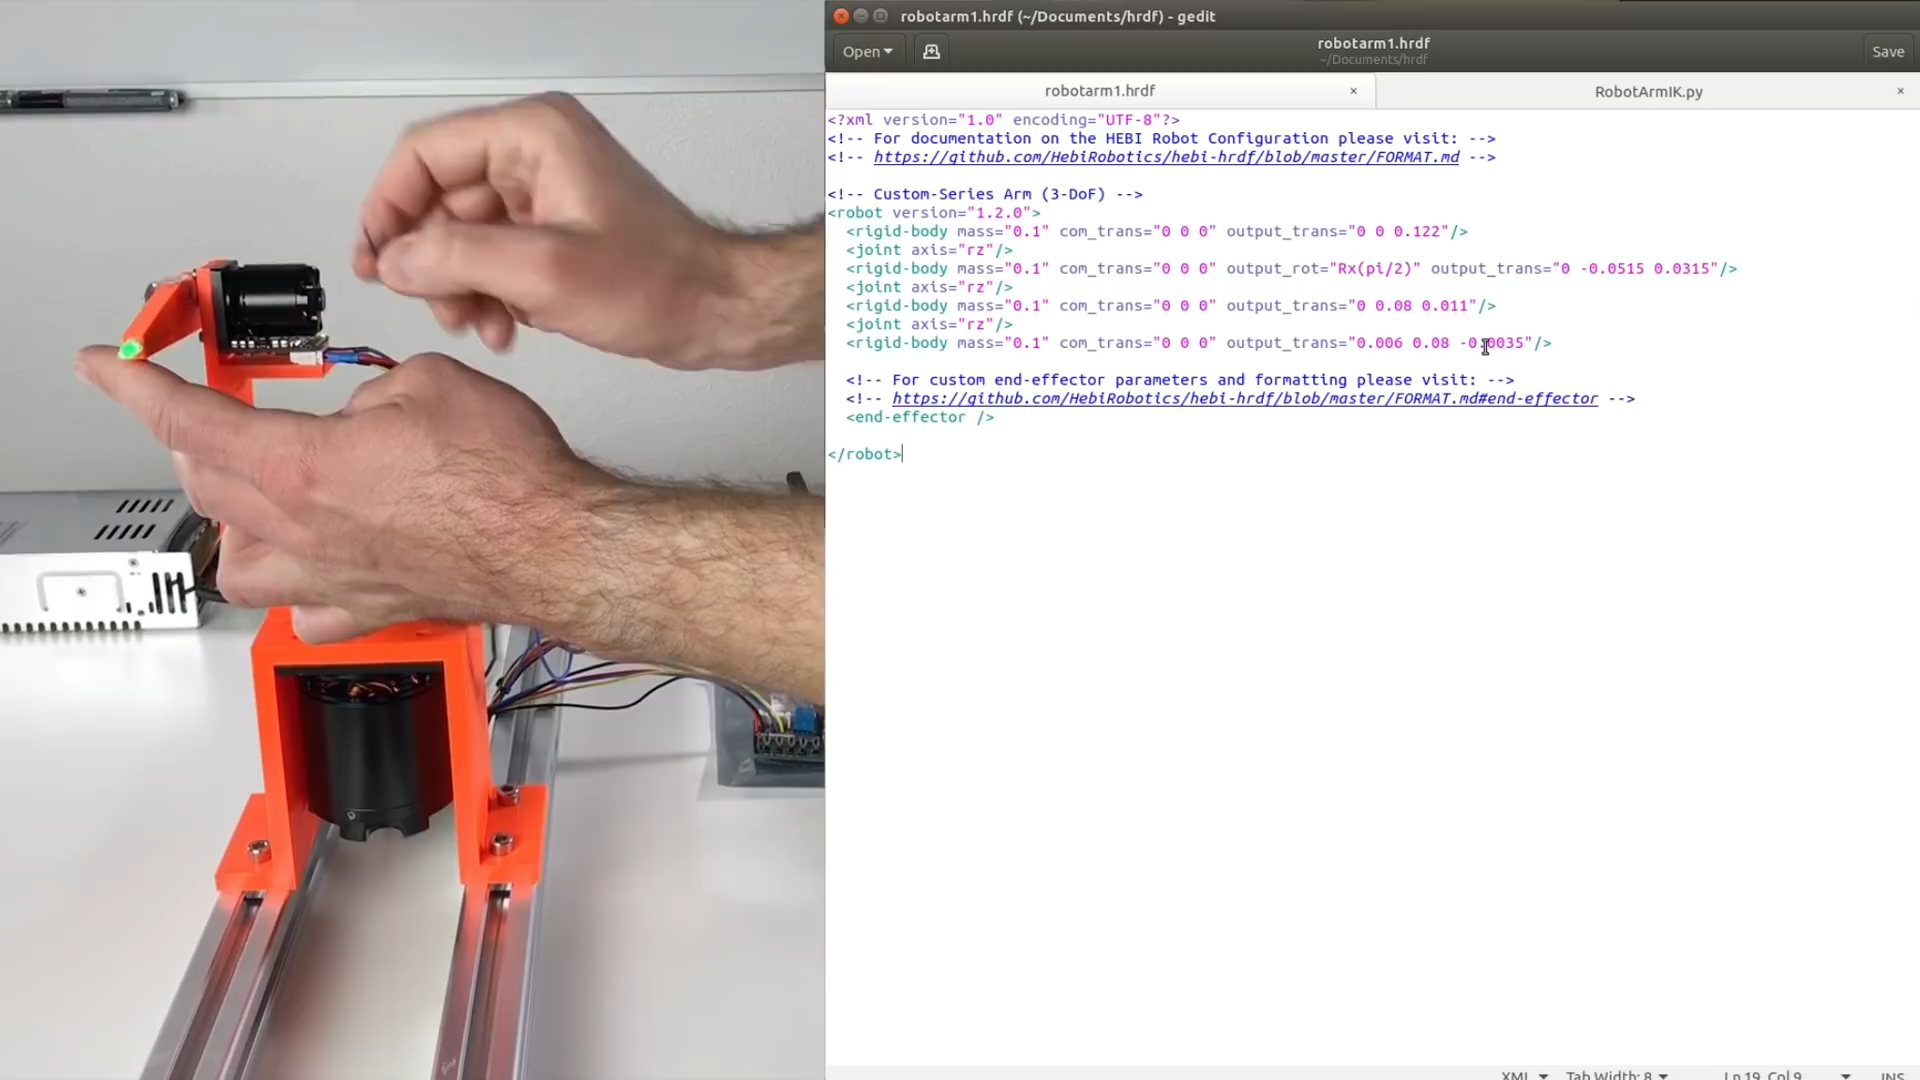 robotarm1.hrdf (~/Documents/hrdf) - gedit
Open
robotarm1.hrdf
~/Documents/hrdf
Save
robotarm1.hrdf ×
RobotArmIK.py ×
<?xml version="1.0" encoding="UTF-8"?>
<!-- For documentation on the HEBI Robot Configuration please visit: -->
<!-- https://github.com/HebiRobotics/hebi-hrdf/blob/master/FORMAT.md -->
<!-- Custom-Series Arm (3-DoF) -->
<robot version="1.2.0">
<rigid-body mass="0.1" com_trans="0 0 0" output_trans="0 0 0.122"/>
<joint axis="rz"/>
<rigid-body mass="0.1" com_trans="0 0 0" output_rot="Rx(pi/2)" output_trans="0 -0.0515 0.0315"/>
<joint axis="rz"/>
<rigid-body mass="0.1" com_trans="0 0 0" output_trans="0 0.08 0.011"/>
<joint axis="rz"/>
<rigid-body mass="0.1" com_trans="0 0 0" output_trans="0.006 0.08 -0.0035"/>
<!-- For custom end-effector parameters and formatting please visit: -->
<!-- https://github.com/HebiRobotics/hebi-hrdf/blob/master/FORMAT.md#end-effector -->
<end-effector />
</robot>
XML Tab Width: 8 Ln 19, Col 9 INS